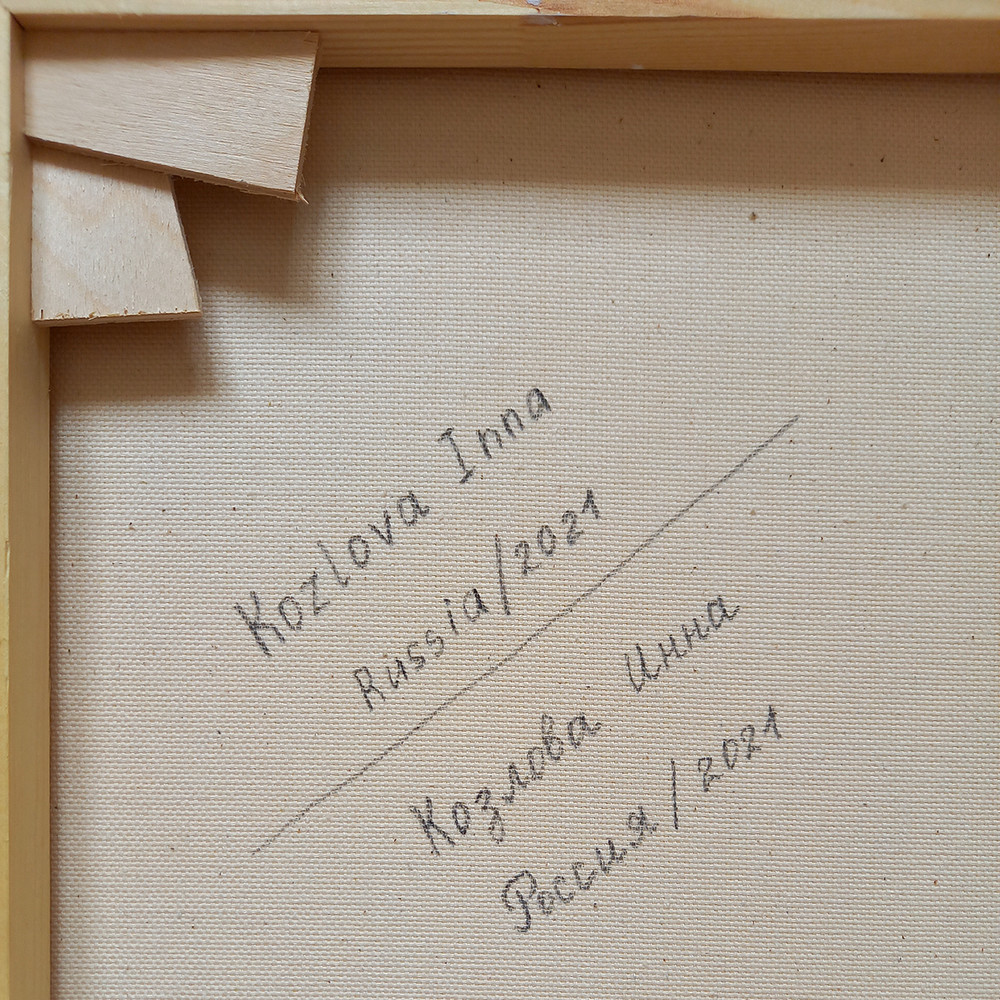 Kozlova Inna
Russia/2021
Козлова Инна
Россия/2021